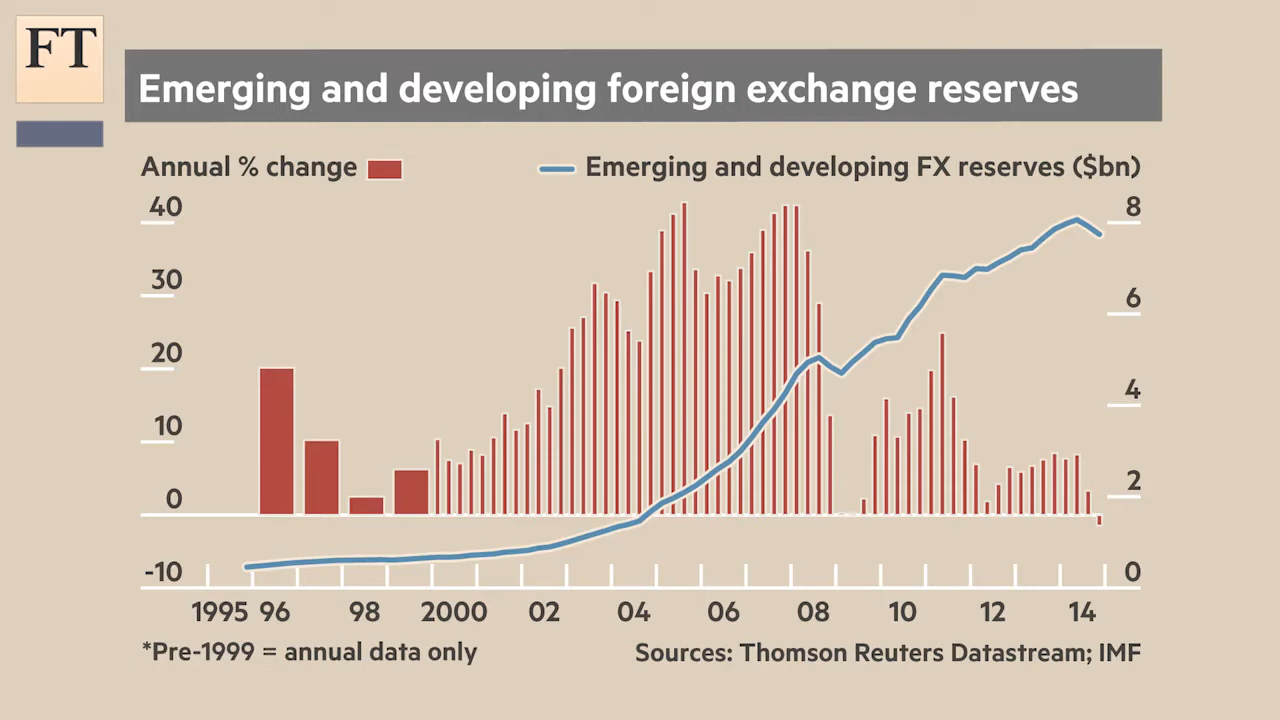 FT
Emerging and developing foreign exchange reserves
Annual % change
Emerging and developing FX reserves ($bn)
40
30
20
10
0
-10
8
6
4
2
0
1995 96 98 2000 02 04 06 08 10 12 14
*Pre-1999 = annual data only
Sources: Thomson Reuters Datastream; IMF